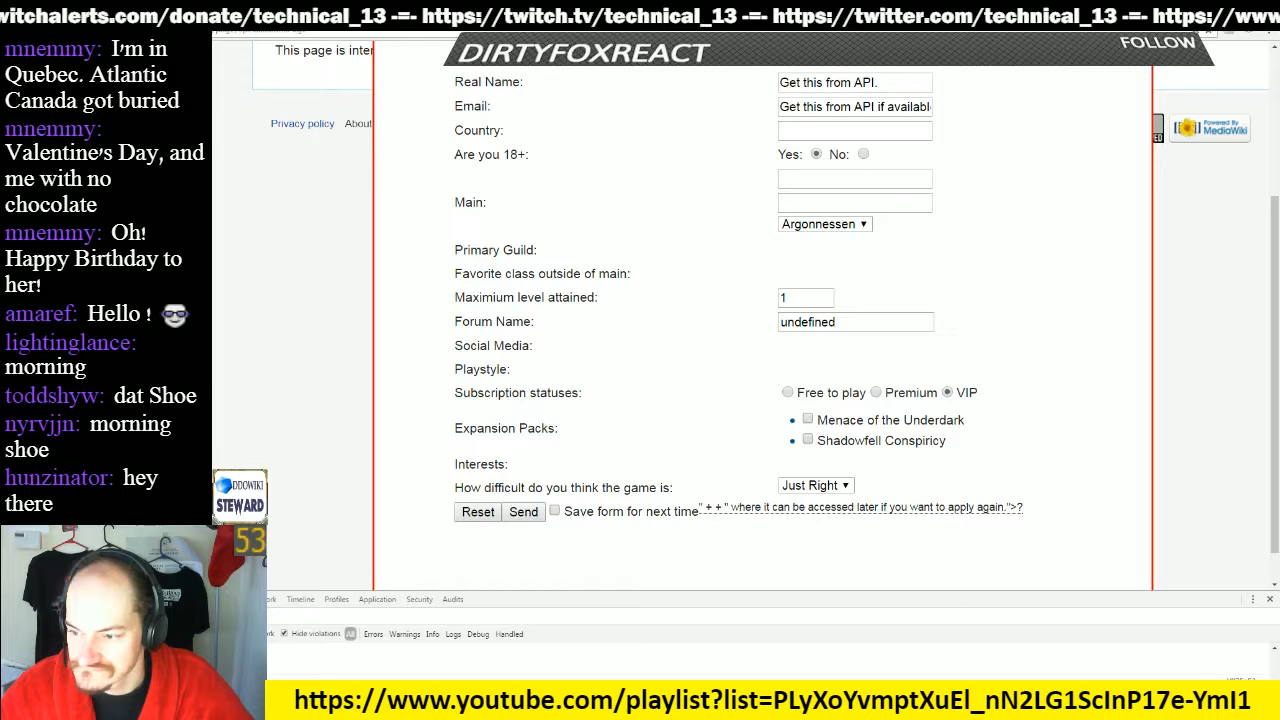 witchalerts.com/donate/technical_13 -=- https://twitch.tv/technical_13 -=- https://twitter.com/technical_13 -=- https://www
mnemmy: I'm in
Quebec. Atlantic
Canada got buried
mnemmy:
Valentine's Day, and
me with no
chocolate
mnemmy: Oh!
Happy Birthday to
her!
amaref: Hello !
lightinglance:
morning
toddshyw: dat Shoe
nyrvjjn: morning
shoe
hunzinator: hey
there
DDOWIKI
STEWARD
53
This page is inter
DIRTYFOXREACT
FOLLOW
Privacy policy About
Powered By
MediaWiki
Real Name: Get this from API.
Email: Get this from API if availabl
Country:
Are you 18+: Yes: No:
Main:
Argonnessen
Primary Guild:
Favorite class outside of main:
Maximium level attained: 1
Forum Name: undefined
Social Media:
Playstyle:
Subscription statuses: Free to play Premium VIP
Expansion Packs:
Menace of the Underdark
Shadowfell Conspiricy
Interests:
How difficult do you think the game is: Just Right
Reset Send Save form for next time" + + " where it can be accessed later if you want to apply again.">?
ork Timeline Profiles Application Security Audits
rk Hide violations All Errors Warnings Info Logs Debug Handled
https://www.youtube.com/playlist?list=PLyXoYvmptXuEl_nN2LG1ScInP17e-YmI1